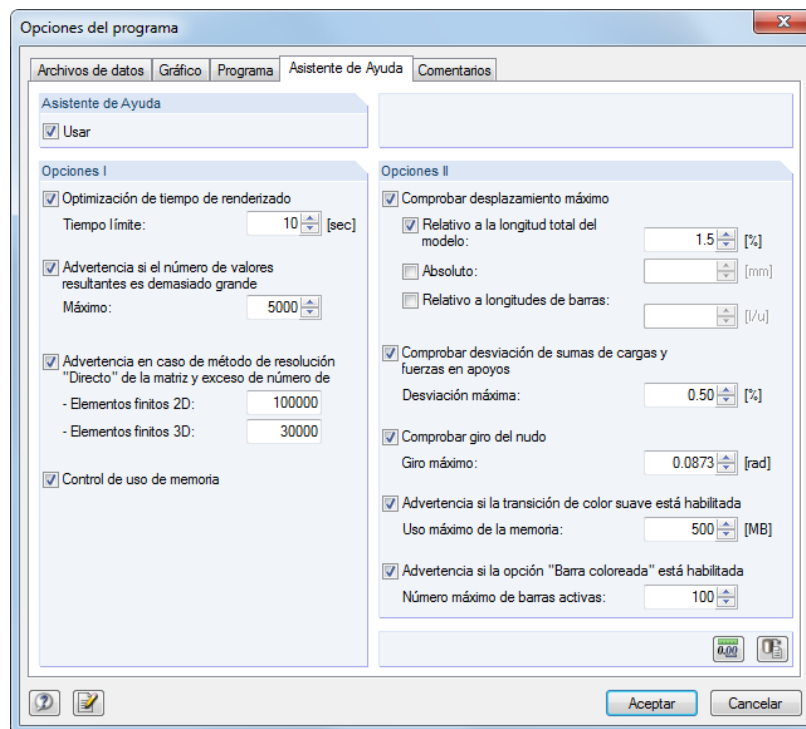 Opciones del programa
Archivos de datos
Gráfico
Programa
Asistente de Ayuda
Comentarios
Asistente de Ayuda
Usar
Opciones I
Optimización de tiempo de renderizado
Tiempo límite: 10 [sec]
Advertencia si el número de valores
resultantes es demasiado grande
Máximo: 5000
Advertencia en caso de método de resolución
"Directo" de la matriz y exceso de número de
- Elementos finitos 2D: 100000
- Elementos finitos 3D: 30000
Control de uso de memoria
Opciones II
Comprobar desplazamiento máximo
Relativo a la longitud total del
modelo: 1.5 [%]
Absoluto: [mm]
Relativo a longitudes de barras:
[l/u]
Comprobar desviación de sumas de cargas y
fuerzas en apoyos
Desviación máxima: 0.50 [%]
Comprobar giro del nudo
Giro máximo: 0.0873 [rad]
Advertencia si la transición de color suave está habilitada
Uso máximo de la memoria: 500 [MB]
Advertencia si la opción "Barra coloreada" está habilitada
Número máximo de barras activas: 100
0.00
Aceptar
Cancelar